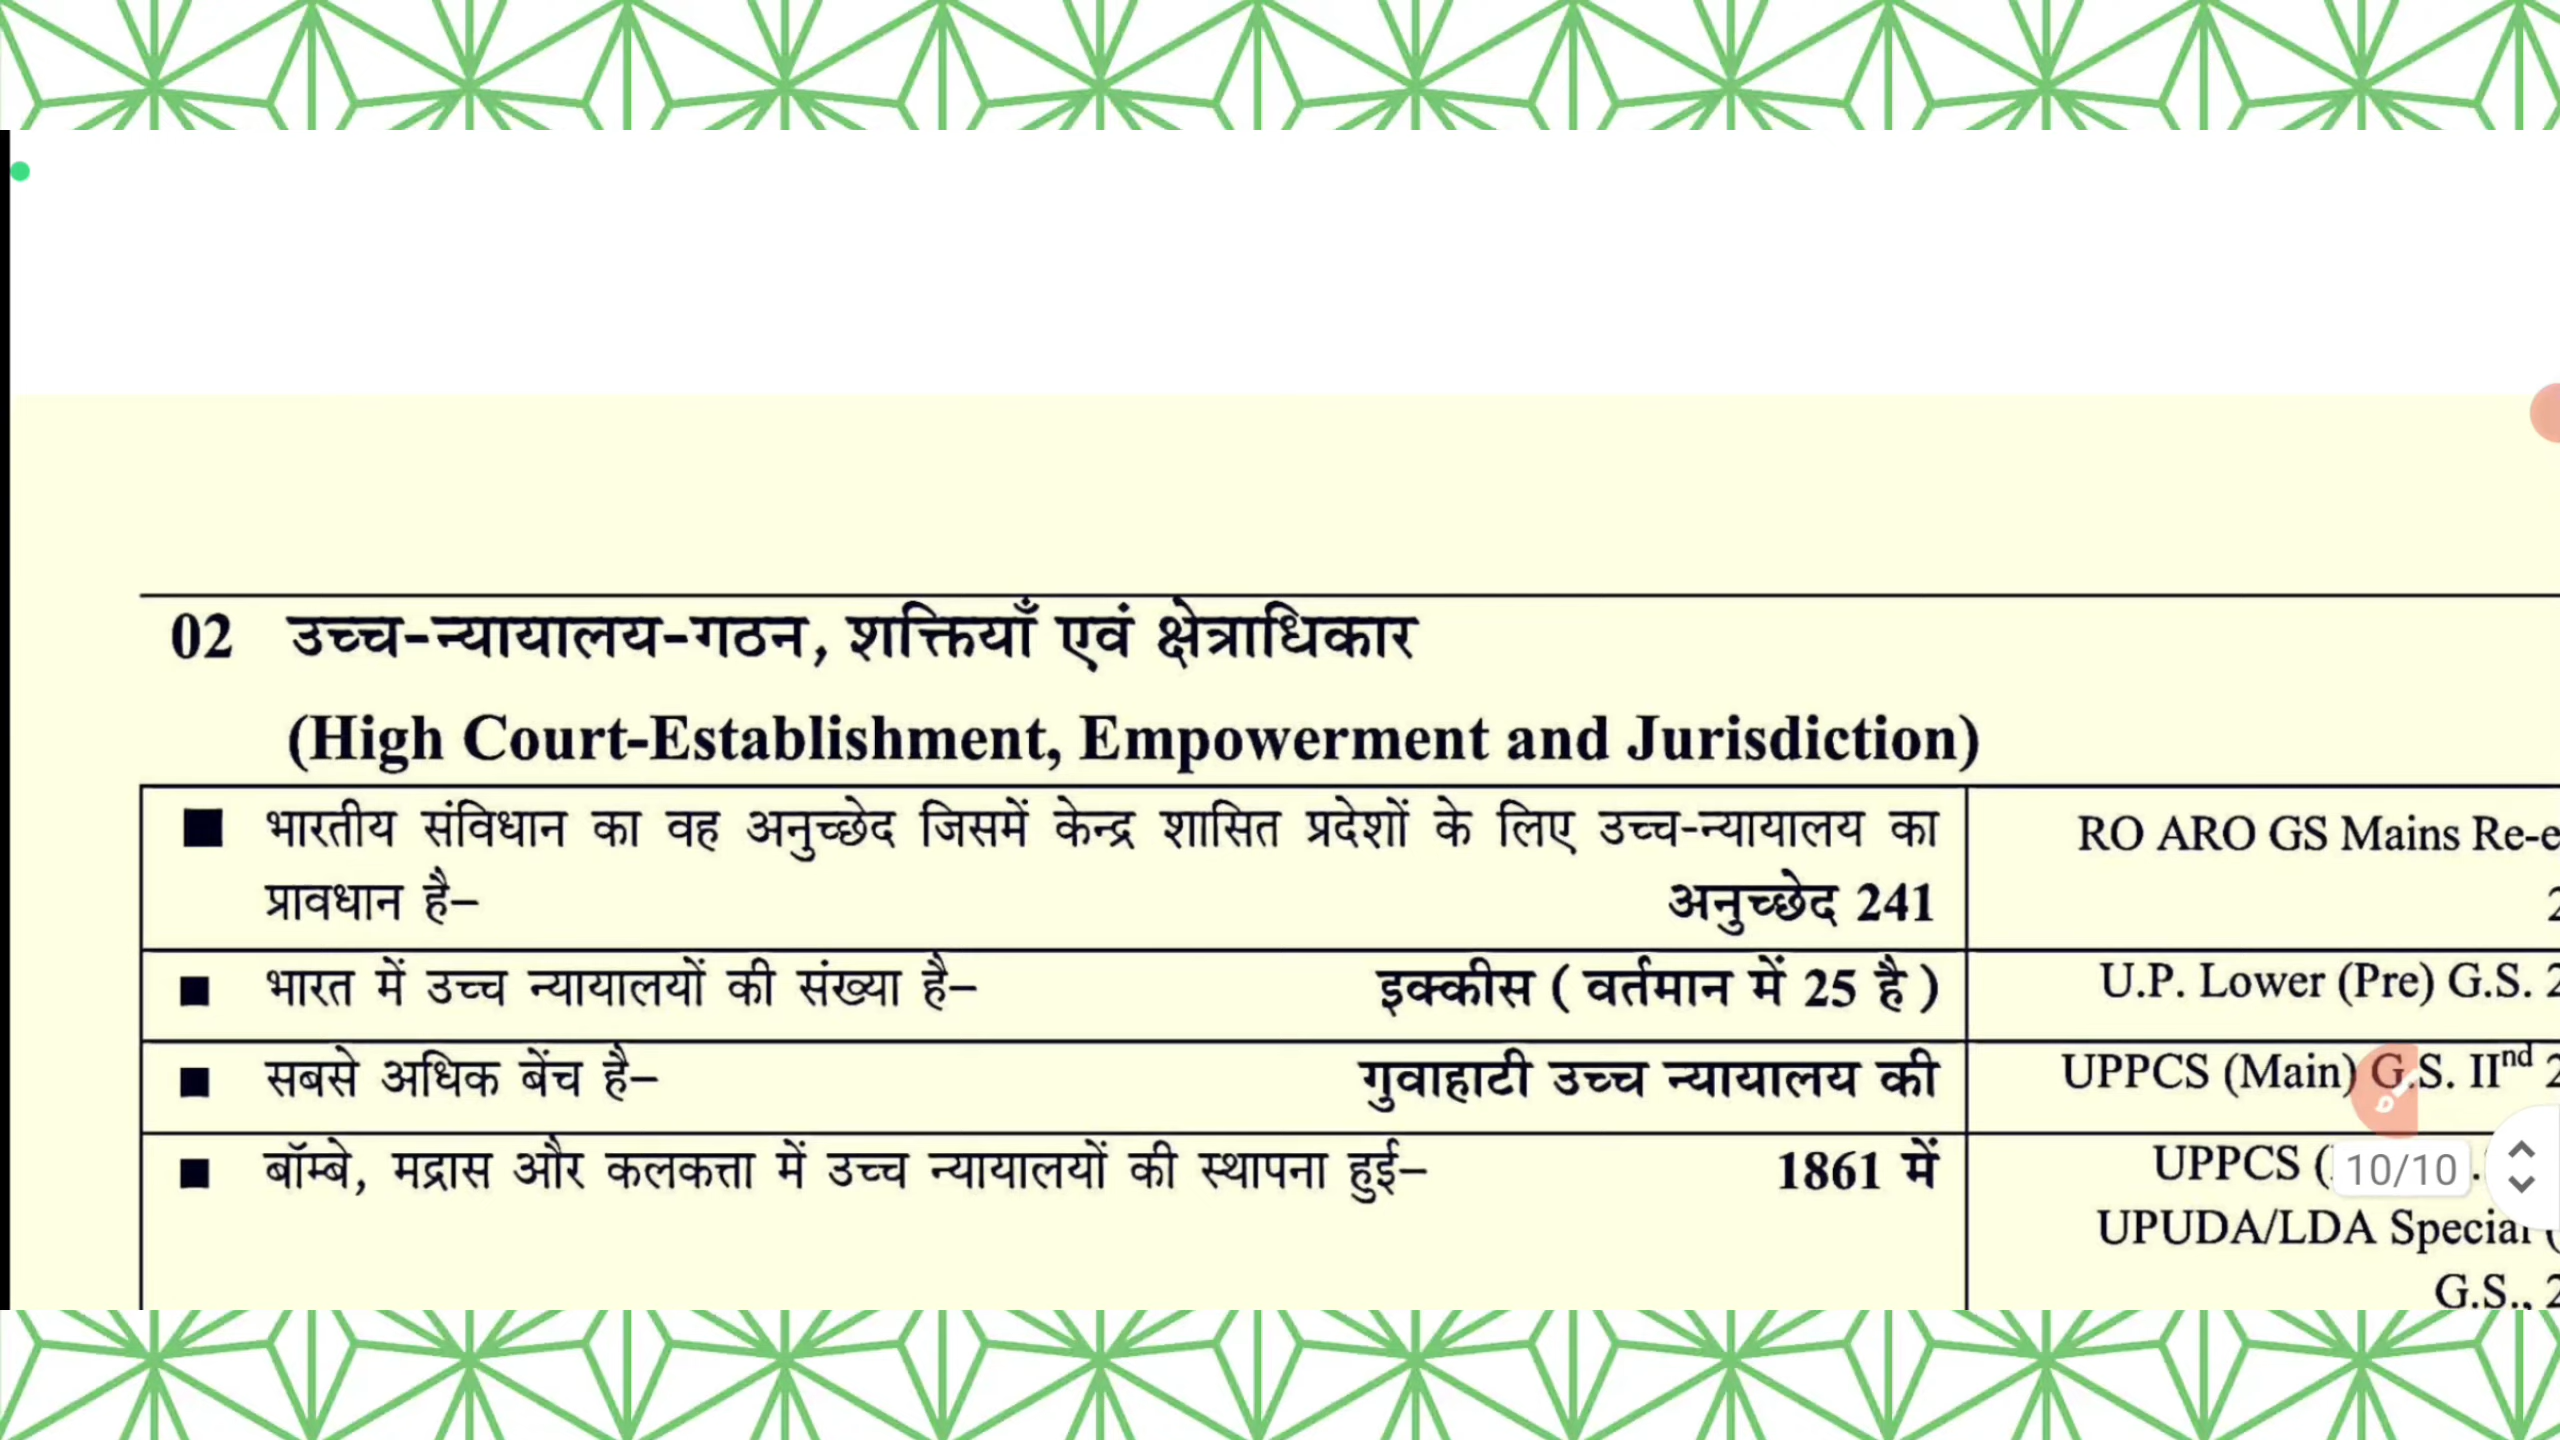 02 उच्च-न्यायालय-गठन, शक्तियाँ एवं क्षेत्राधिकार
(High Court-Establishment, Empowerment and Jurisdiction)
■ भारतीय संविधान का वह अनुच्छेद जिसमें केन्द्र शासित प्रदेशों के लिए उच्च-न्यायालय का
प्रावधान है– अनुच्छेद 241
RO ARO GS Mains
■ भारत में उच्च न्यायालयों की संख्या है– इक्कीस ( वर्तमान में 25 है )
U.P. Lower (Pre) G.S.
■ सबसे अधिक बेंच है– गुवाहाटी उच्च न्यायालय की
UPPCS (Main) G.S. IInd
■ बॉम्बे, मद्रास और कलकत्ता में उच्च न्यायालयों की स्थापना हुई– 1861 में
UPPCS
UPUDA/LDA Special
G.S.,
10/10